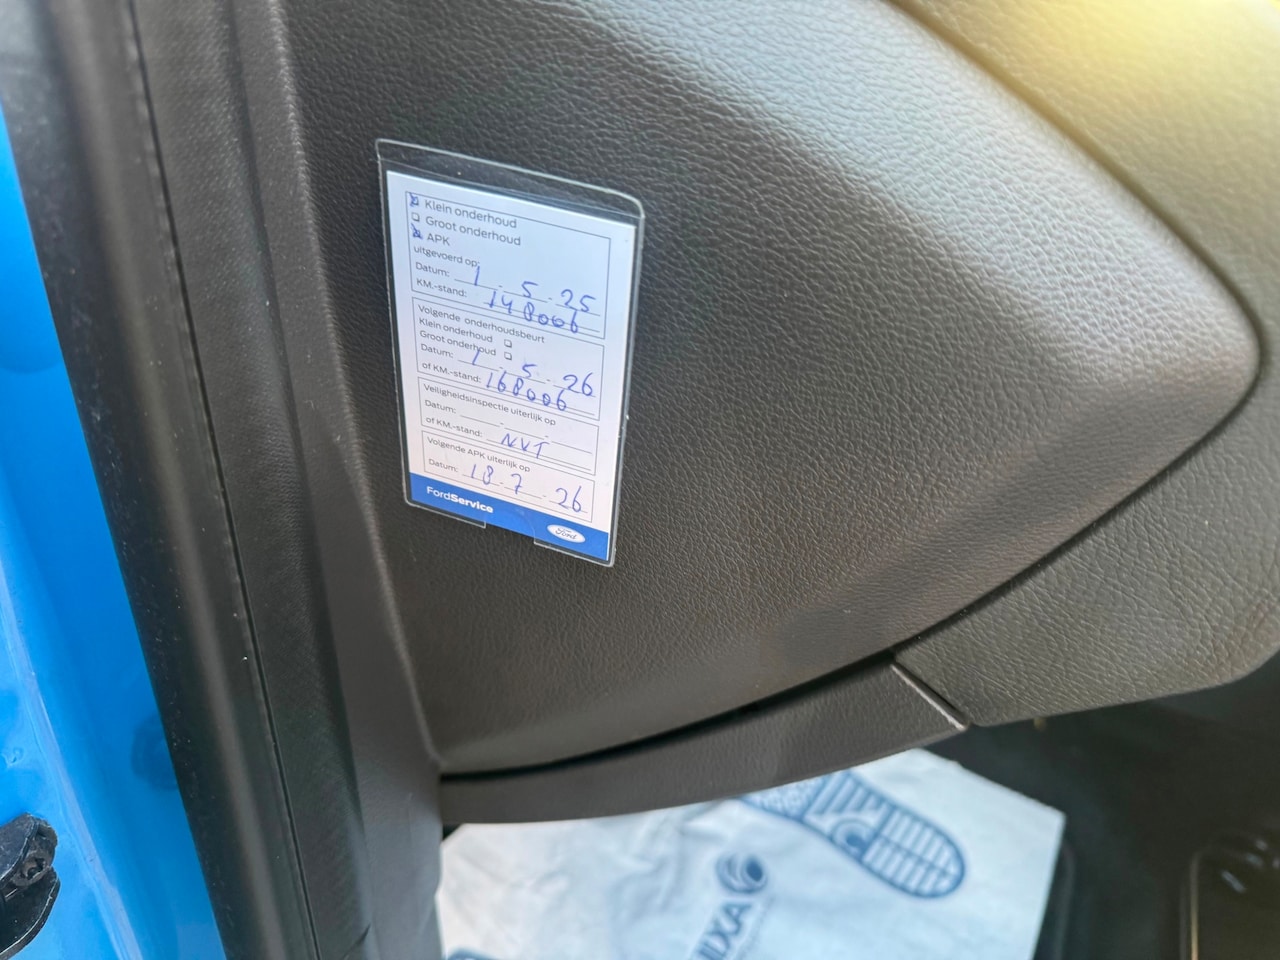 ☒ Klein onderhoud
☐ Groot onderhoud
☒ APK
uitgevoerd op:
Datum: 1 - 5 - 25
KM.-stand: 148006
Volgende onderhoudsbeurt
Klein onderhoud ☐
Groot onderhoud ☐
Datum: 1 - 5 - 26
of KM.-stand: 168006
Veiligheidsinspectie uiterlijk op
Datum: - -
of KM.-stand: NVT
Volgende APK uiterlijk op
Datum: 18 - 7 - 26
FordService
Ford